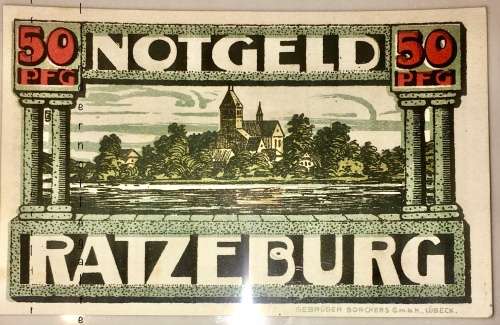 50 PFG
NOTGELD
50 PFG
RATZEBURG
GEBRÜDER BORCHERS G.m.b.H. LÜBECK.